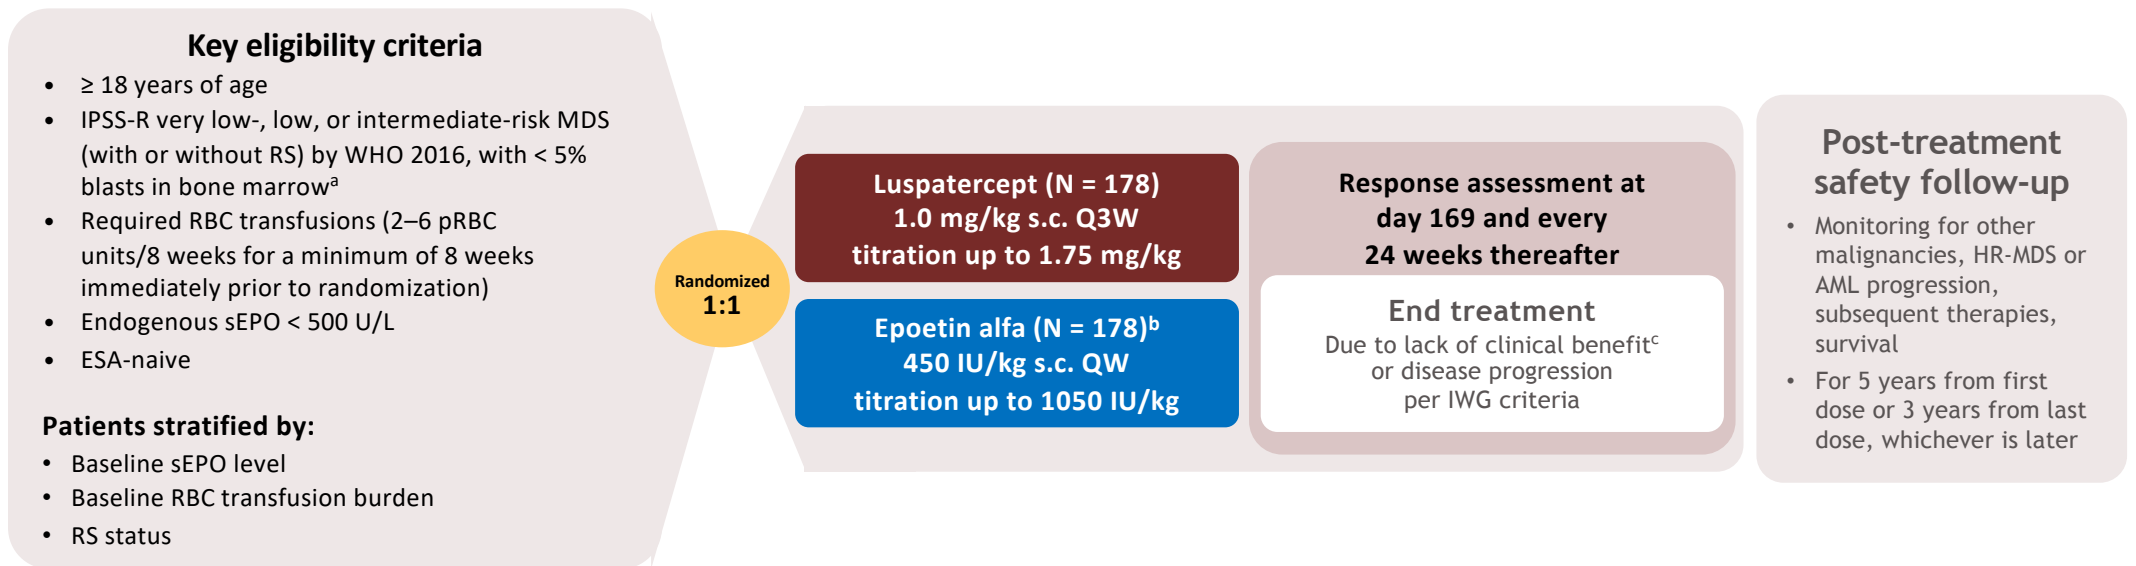 Key eligibility criteria
• ≥ 18 years of age
• IPSS-R very low-, low, or intermediate-risk MDS
(with or without RS) by WHO 2016, with < 5%
blasts in bone marrowᵃ
• Required RBC transfusions (2–6 pRBC
units/8 weeks for a minimum of 8 weeks
immediately prior to randomization)
• Endogenous sEPO < 500 U/L
• ESA-naive
Patients stratified by:
• Baseline sEPO level
• Baseline RBC transfusion burden
• RS status
Randomized
1:1
Luspatercept (N = 178)
1.0 mg/kg s.c. Q3W
titration up to 1.75 mg/kg
Epoetin alfa (N = 178)ᵇ
450 IU/kg s.c. QW
titration up to 1050 IU/kg
Response assessment at
day 169 and every
24 weeks thereafter
End treatment
Due to lack of clinical benefitᶜ
or disease progression
per IWG criteria
Post-treatment
safety follow-up
• Monitoring for other
malignancies, HR-MDS or
AML progression,
subsequent therapies,
survival
• For 5 years from first
dose or 3 years from last
dose, whichever is later